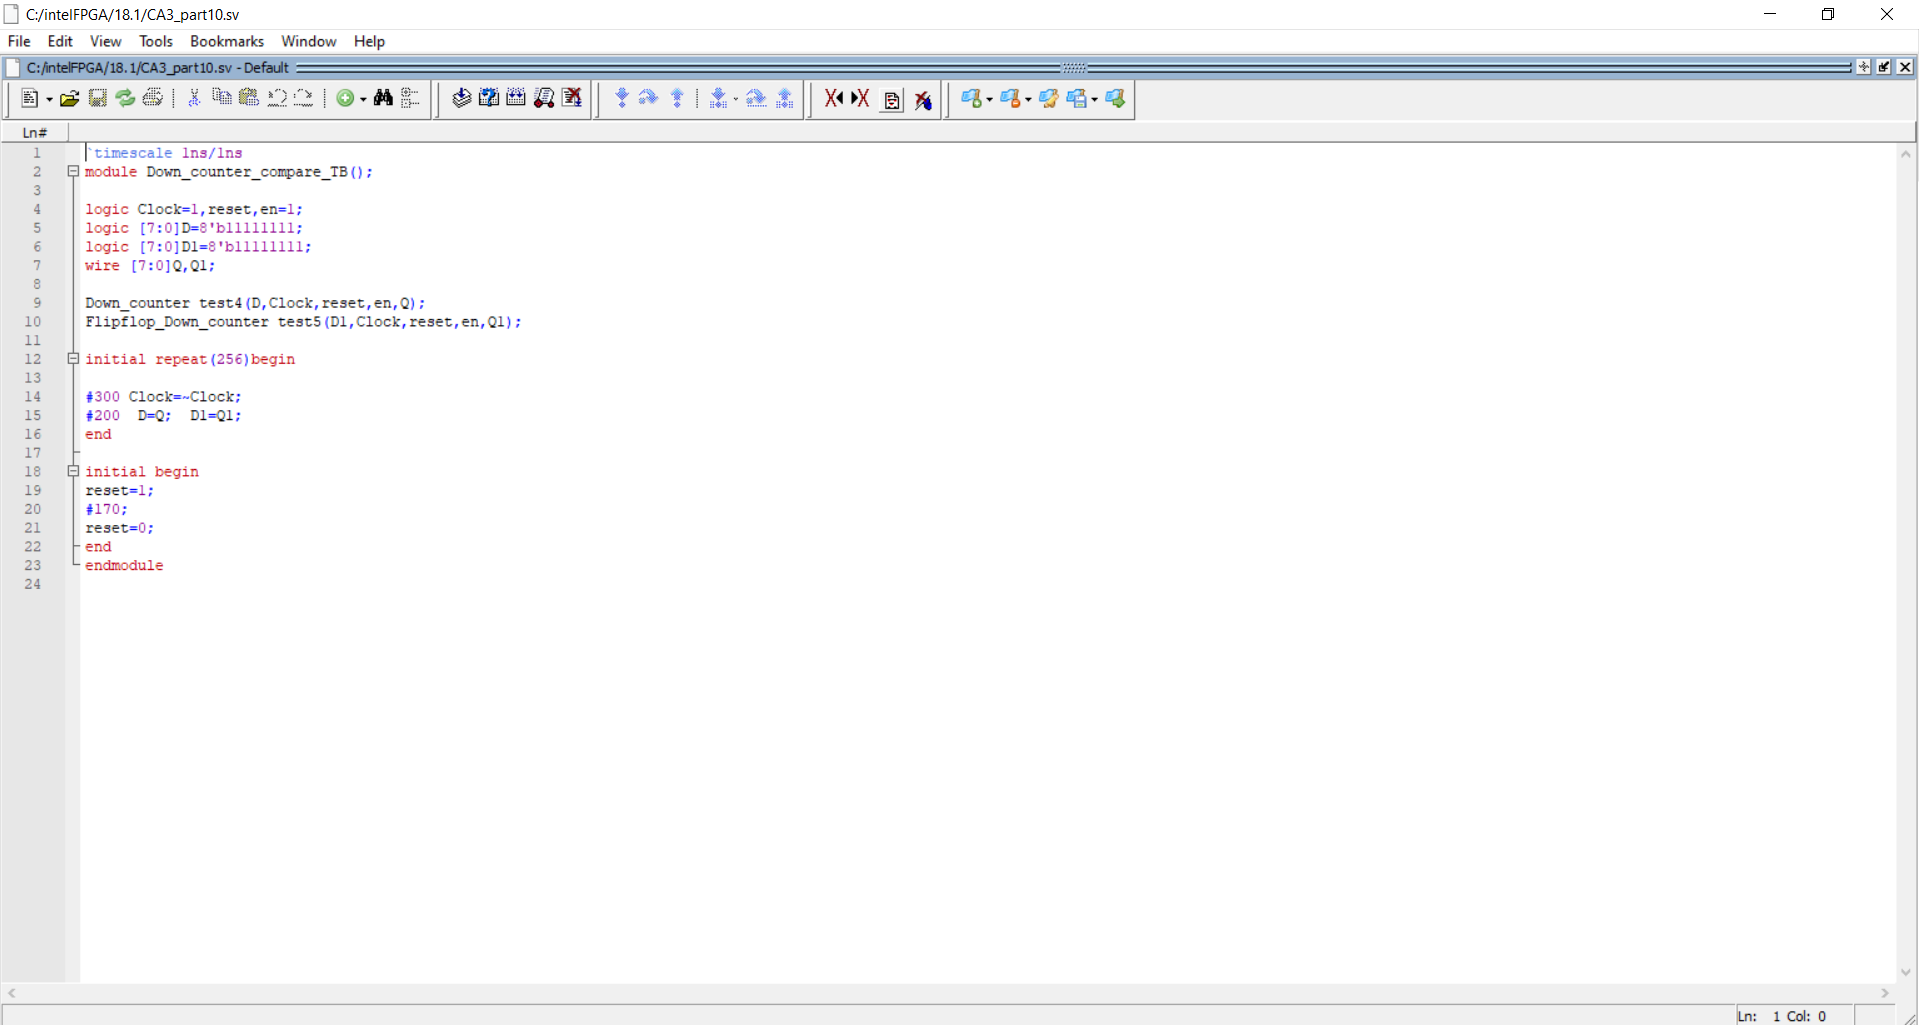 C:/intelFPGA/18.1/CA3_part10.sv
File Edit View Tools Bookmarks Window Help
C:/intelFPGA/18.1/CA3_part10.sv - Default
Ln#
1 `timescale 1ns/1ns
2 module Down_counter_compare_TB();
3
4 logic Clock=1,reset,en=1;
5 logic [7:0]D=8'b11111111;
6 logic [7:0]D1=8'b11111111;
7 wire [7:0]Q,Q1;
8
9 Down_counter test4(D,Clock,reset,en,Q);
10 Flipflop_Down_counter test5(D1,Clock,reset,en,Q1);
11
12 initial repeat(256)begin
13
14 #300 Clock=~Clock;
15 #200  D=Q;  D1=Q1;
16 end
17
18 initial begin
19 reset=1;
20 #170;
21 reset=0;
22 end
23 endmodule
24
Ln: 1 Col: 0